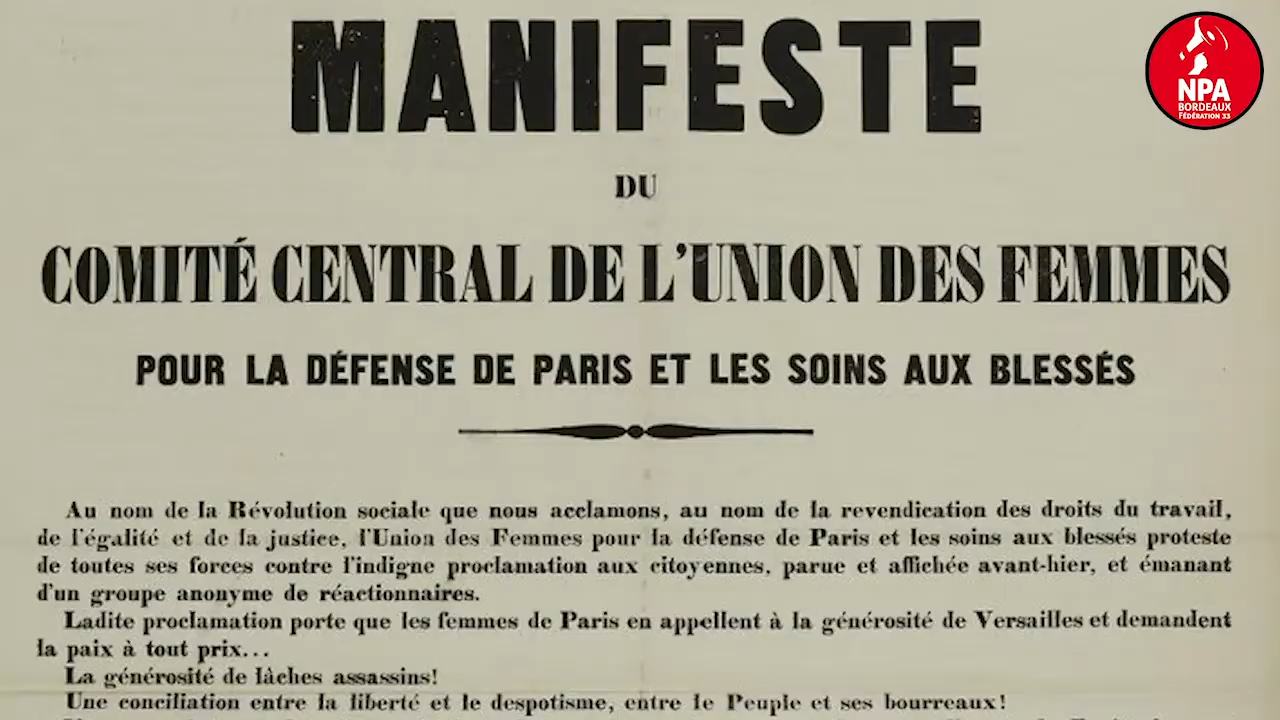 MANIFESTE
DU
COMITÉ CENTRAL DE L'UNION DES FEMMES
POUR LA DÉFENSE DE PARIS ET LES SOINS AUX BLESSÉS
Au nom de la Révolution sociale que nous acclamons, au nom de la revendication des droits du travail,
de l'égalité et de la justice, l'Union des Femmes pour la défense de Paris et les soins aux blessés proteste
de toutes ses forces contre l'indigne proclamation aux citoyennes, parue et affichée avant-hier, et émanant
d'un groupe anonyme de réactionnaires.
Ladite proclamation porte que les femmes de Paris en appellent à la générosité de Versailles et demandent
la paix à tout prix...
La générosité de lâches assassins!
Une conciliation entre la liberté et le despotisme, entre le Peuple et ses bourreaux!
NPA
BORDEAUX
FÉDÉRATION 33